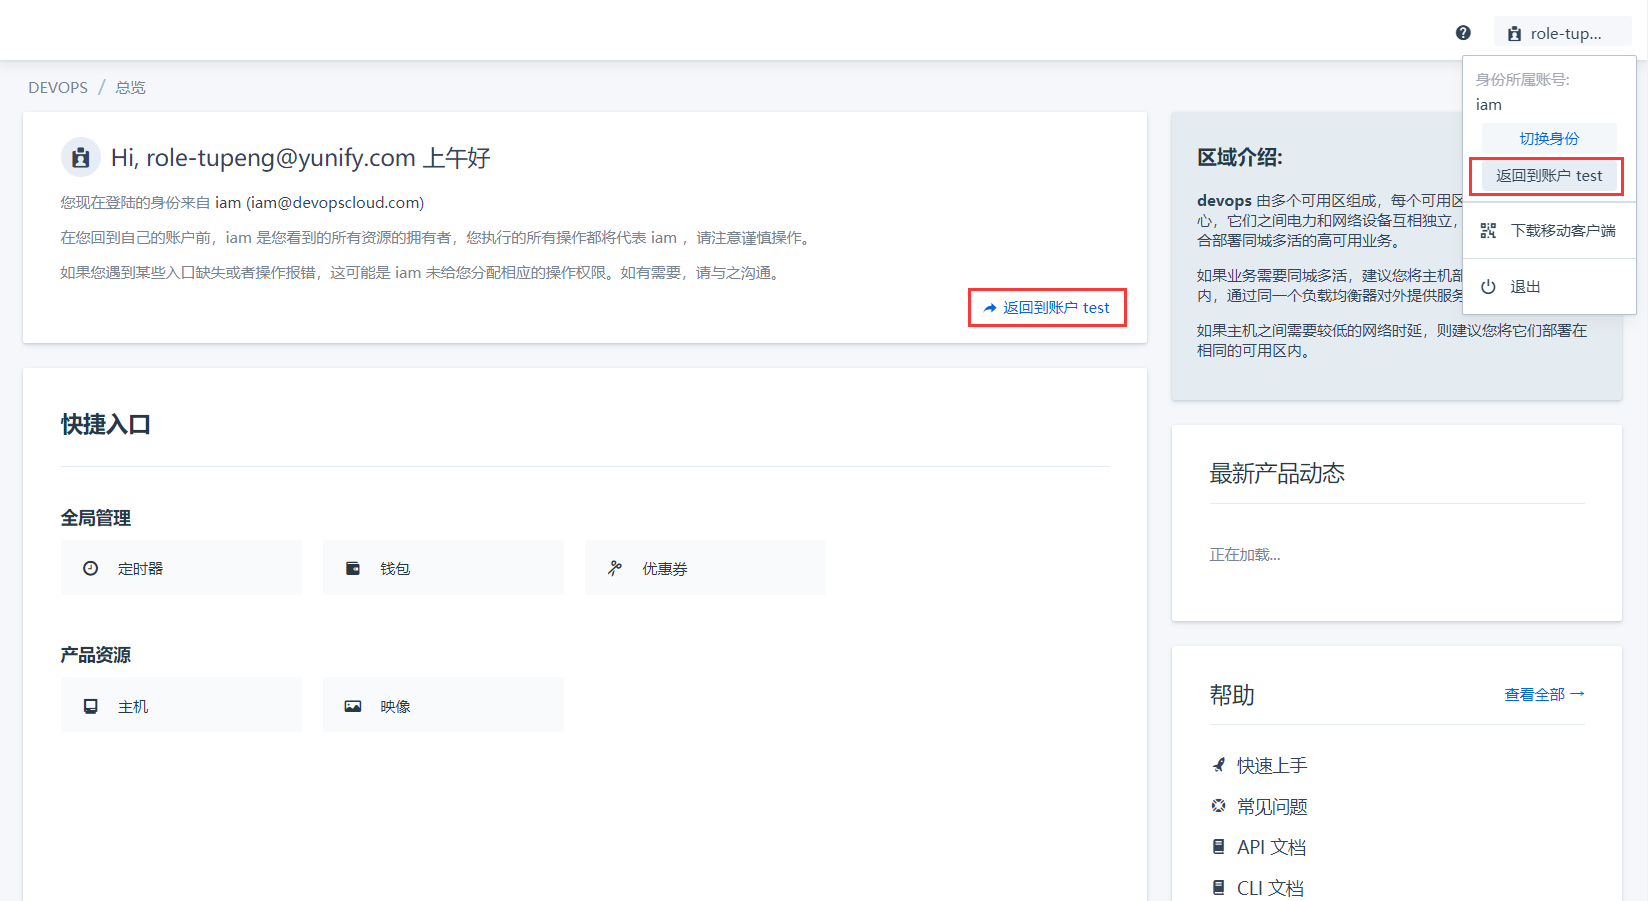 role-tup...
身份所属账号:
iam
切换身份
返回到账户 test
下载移动客户端
退出
DEVOPS / 总览
Hi, role-tupeng@yunify.com 上午好
您现在登陆的身份来自 iam (iam@devopscloud.com)
在您回到自己的账户前，iam 是您看到的所有资源的拥有者，您执行的所有操作都将代表 iam ，请注意谨慎操作。
如果您遇到某些入口缺失或者操作报错，这可能是 iam 未给您分配相应的操作权限。如有需要，请与之沟通。
返回到账户 test
快捷入口
全局管理
定时器
钱包
优惠券
产品资源
主机
映像
区域介绍:
devops 由多个可用区组成，每个可用区
心，它们之间电力和网络设备互相独立，
合部署同城多活的高可用业务。
如果业务需要同城多活，建议您将主机部
内，通过同一个负载均衡器对外提供服务
如果主机之间需要较低的网络时延，则建议您将它们部署在
相同的可用区内。
最新产品动态
正在加载...
帮助
查看全部 →
快速上手
常见问题
API 文档
CLI 文档